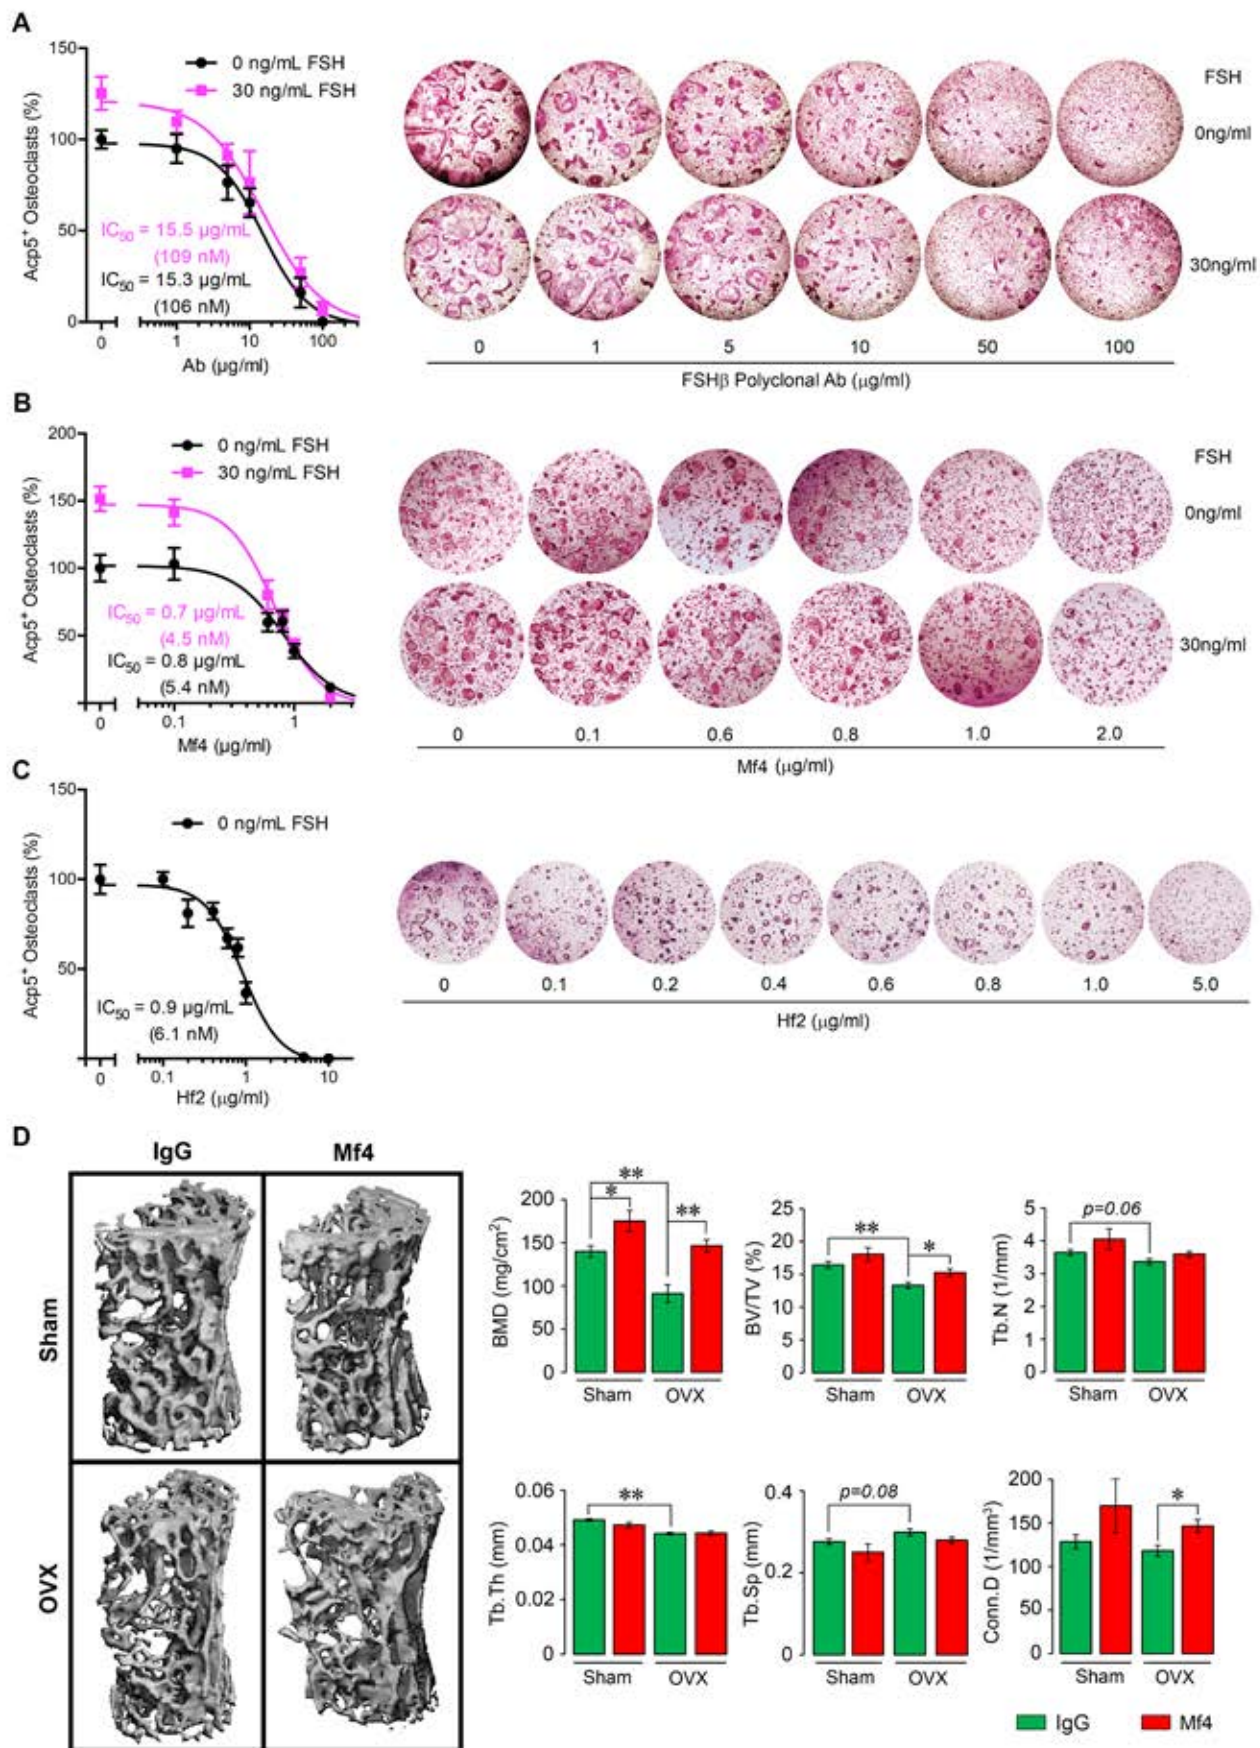 A
150
100
50
0
Acp5+ Osteoclasts (%)
0 ng/mL FSH
30 ng/mL FSH
IC50 = 15.5 µg/mL
(109 nM)
IC50 = 15.3 µg/mL
(106 nM)
0 1 10 100
Ab (µg/ml)
FSH
0ng/ml
30ng/ml
0 1 5 10 50 100
FSHβ Polyclonal Ab (µg/ml)
B
200
150
100
50
Acp5+ Osteoclasts (%)
0 ng/mL FSH
30 ng/mL FSH
IC50 = 0.7 µg/mL
(4.5 nM)
IC50 = 0.8 µg/mL
(5.4 nM)
0 0.1 1
Mf4 (µg/ml)
FSH
0ng/ml
30ng/ml
0 0.1 0.6 0.8 1.0 2.0
Mf4 (µg/ml)
C
150
100
50
Acp5+ Osteoclasts (%)
0 ng/mL FSH
IC50 = 0.9 µg/mL
(6.1 nM)
0 0.1 1 10
Hf2 (µg/ml)
0 0.1 0.2 0.4 0.6 0.8 1.0 5.0
Hf2 (µg/ml)
D
IgG Mf4
Sham
OVX
BMD (mg/cm2)
200
150
100
50
0
**
* **
Sham OVX
BV/TV (%)
25
20
15
10
5
0
**
*
Sham OVX
Tb.N (1/mm)
5
4
3
2
1
0
p=0.06
Sham OVX
Tb.Th (mm)
0.06
0.04
0.02
0
**
Sham OVX
Tb.Sp (mm)
0.4
0.2
0
p=0.08
Sham OVX
Conn.D (1/mm3)
200
150
100
50
0
*
Sham OVX
IgG Mf4